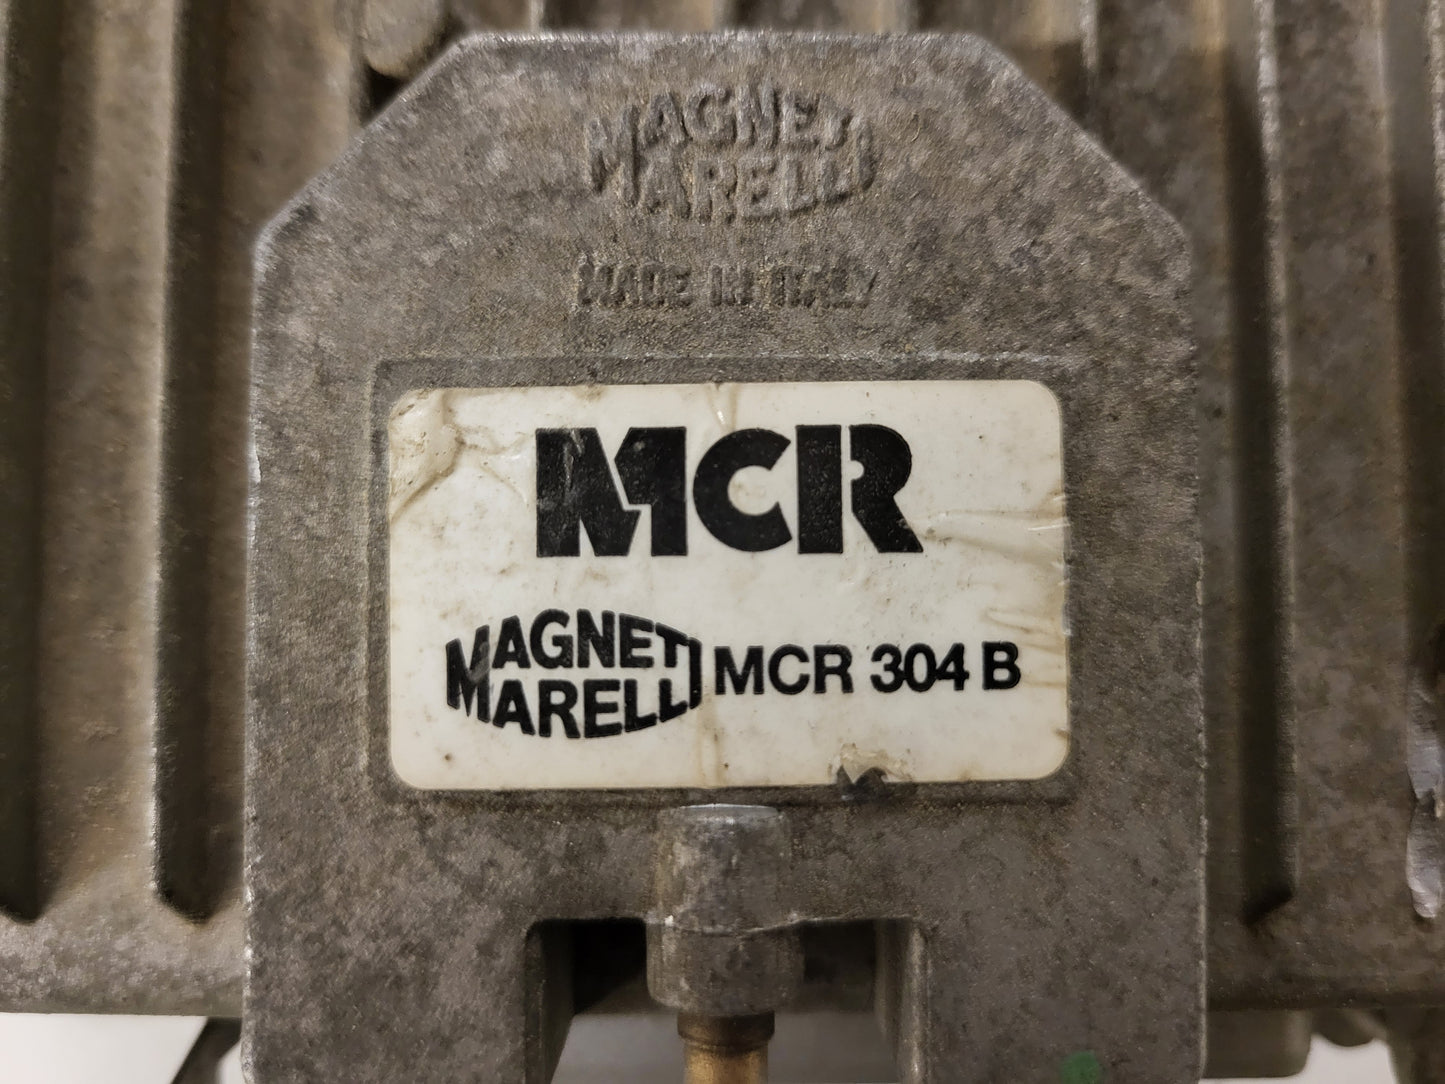 MAGNETI
MARELLI
MADE IN ITALY
MCR
MAGNETI
MARELLI
MCR 304 B